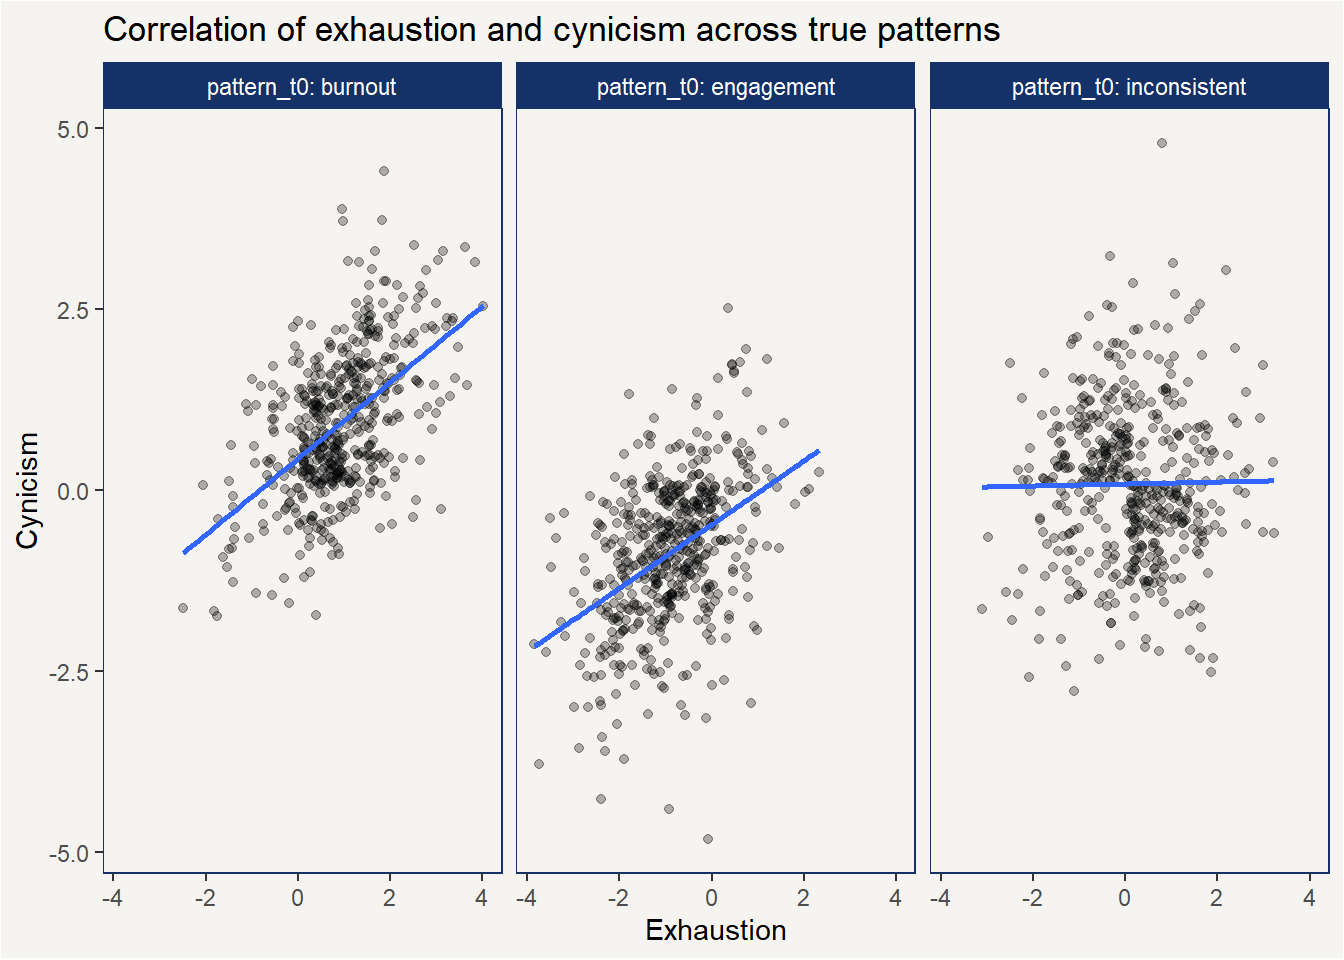 Correlation of exhaustion and cynicism across true patterns
pattern_t0: burnout
pattern_t0: engagement
pattern_t0: inconsistent
5.0
2.5
0.0
-2.5
-5.0
Cynicism
-4 -2 0 2 4
-4 -2 0 2 4
-4 -2 0 2 4
Exhaustion